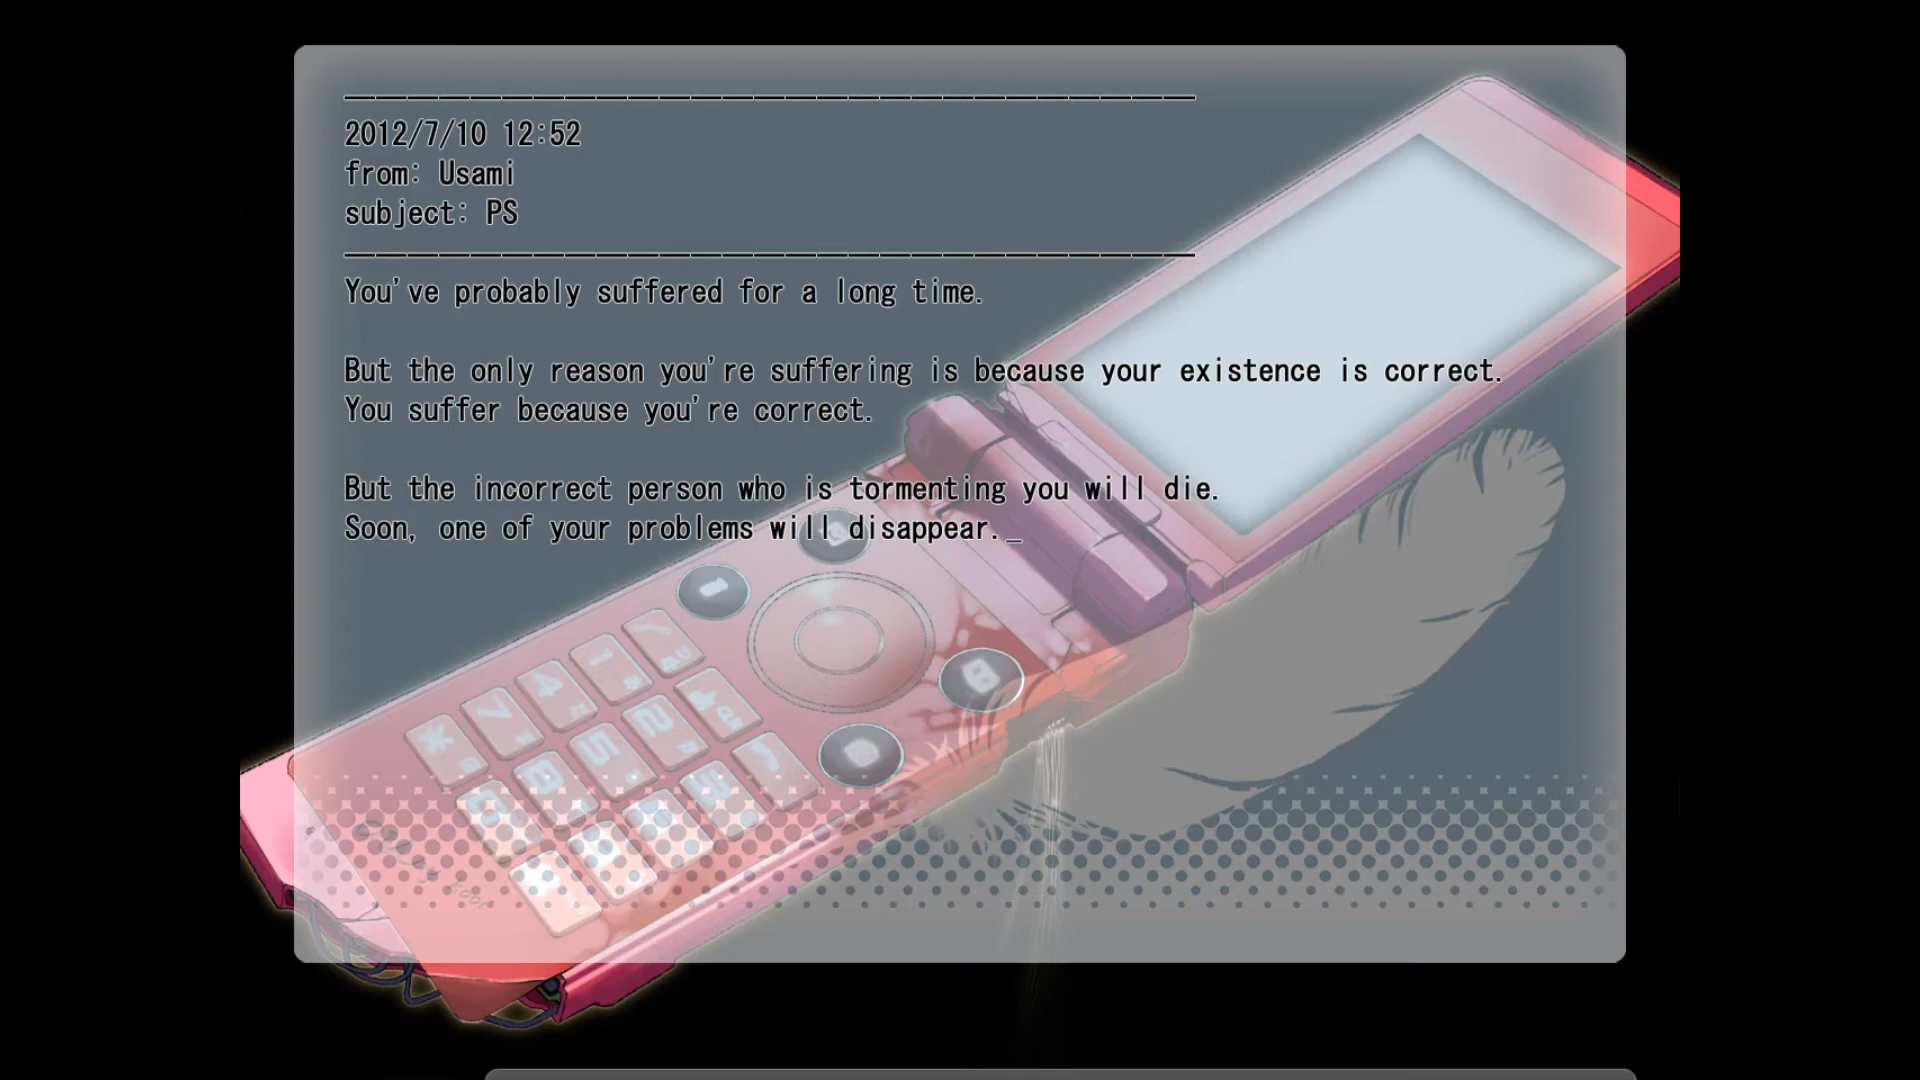 2012/7/10 12:52
from: Usami
subject: PS
You've probably suffered for a long time.
But the only reason you're suffering is because your existence is correct.
You suffer because you're correct.
But the incorrect person who is tormenting you will die.
Soon, one of your problems will disappear._